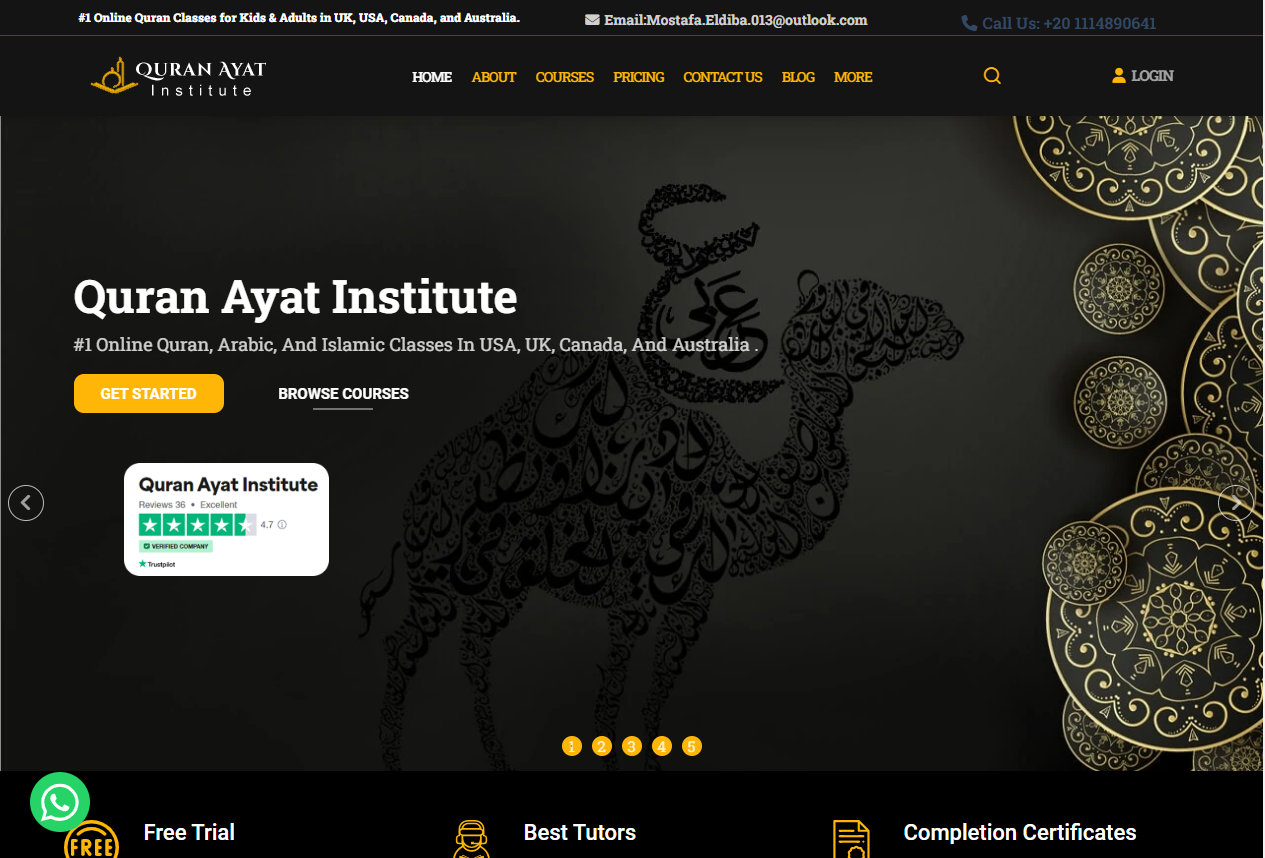 #1 Online Quran Classes for Kids & Adults in UK, USA, Canada, and Australia.
Email:Mostafa.Eldiba.013@outlook.com
Call Us: +20 1114890641
QURAN AYAT
Institute
HOME ABOUT COURSES PRICING CONTACT US BLOG MORE
LOGIN
عربي
Quran Ayat Institute
#1 Online Quran, Arabic, And Islamic Classes In USA, UK, Canada, And Australia .
GET STARTED BROWSE COURSES
Quran Ayat Institute
Reviews 36 • Excellent
4.7
VERIFIED COMPANY
Trustpilot
1 2 3 4 5
FREE
Free Trial
Best Tutors
Completion Certificates